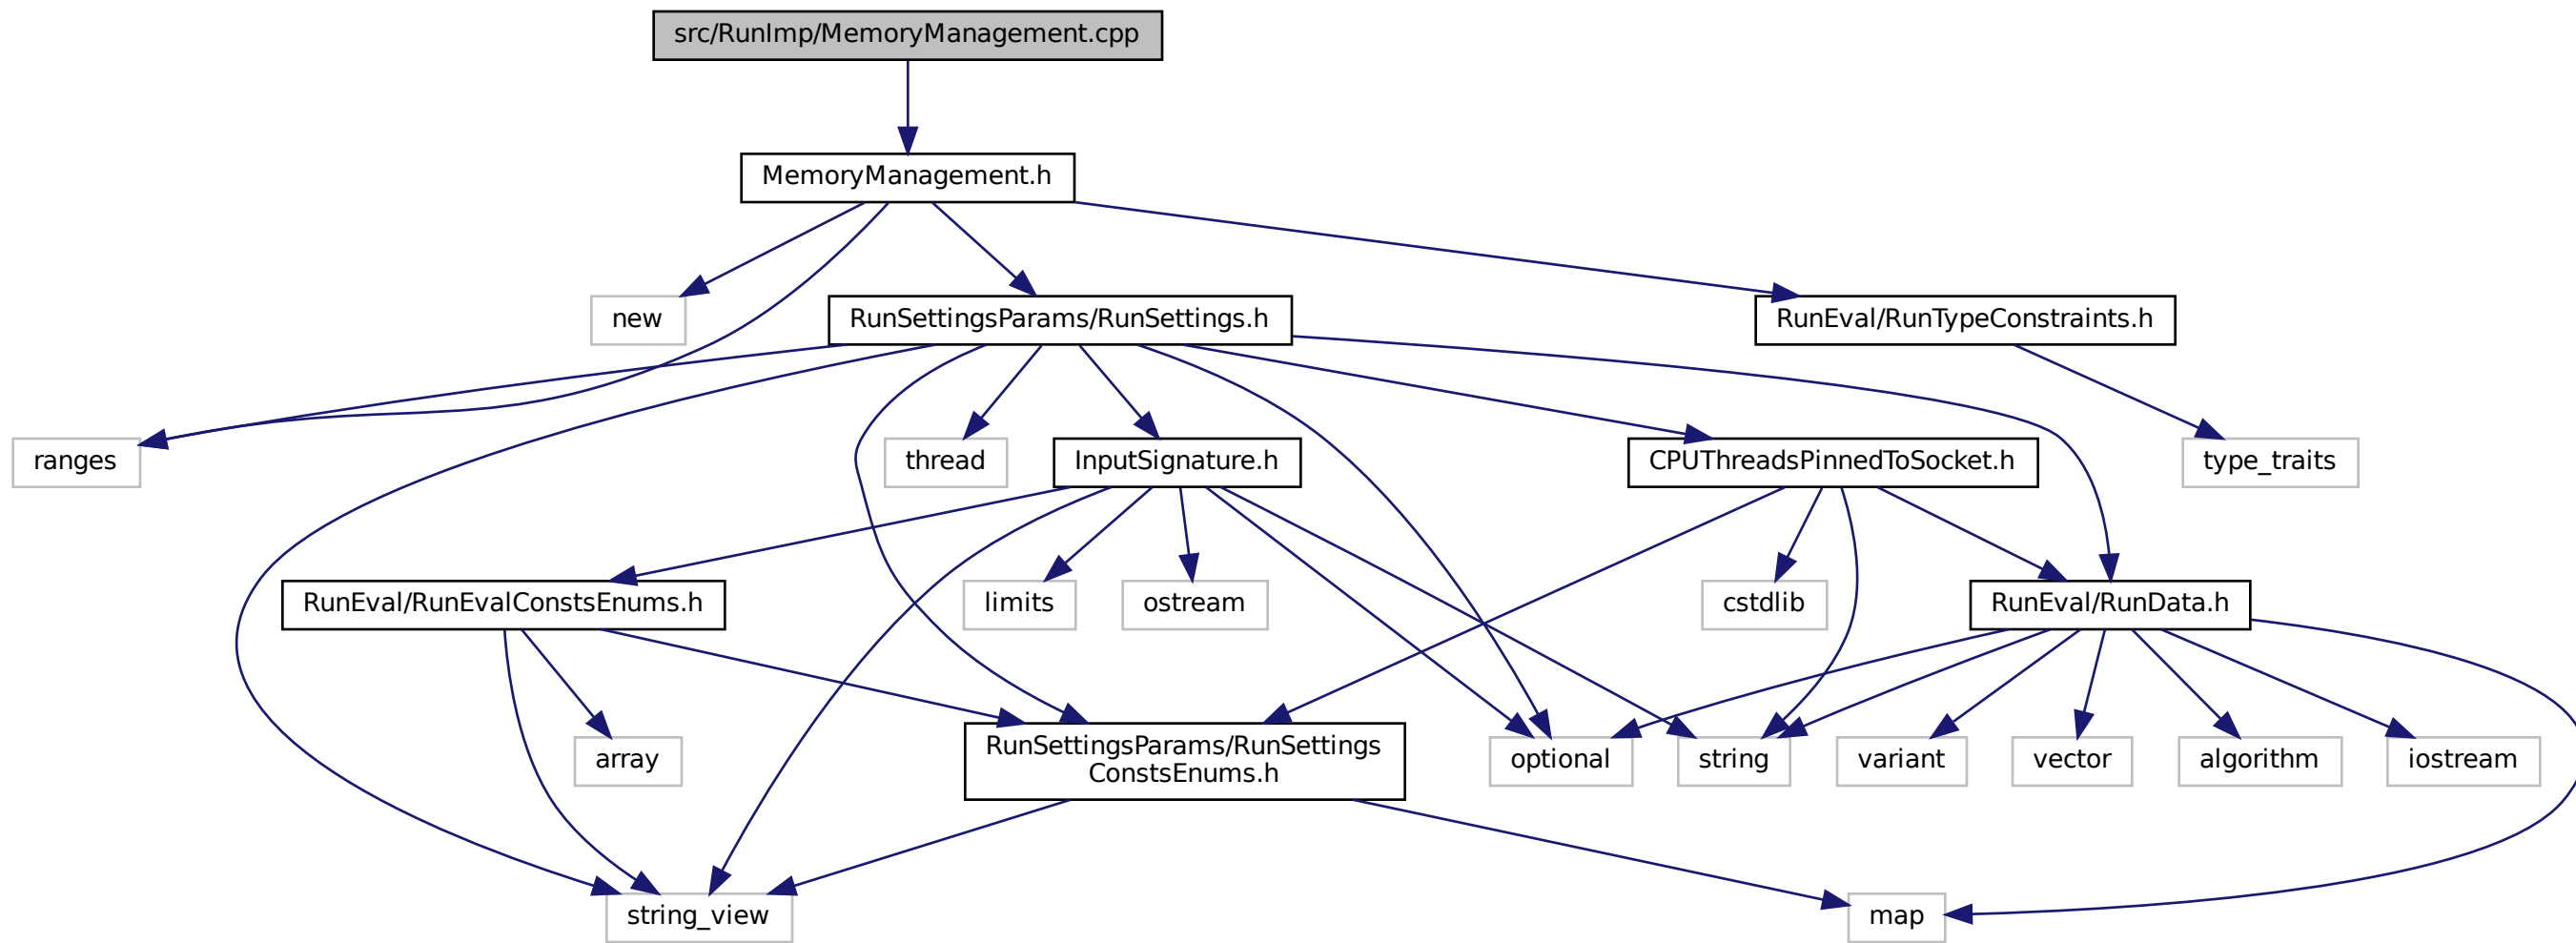 src/RunImp/MemoryManagement.cpp
MemoryManagement.h
new
RunSettingsParams/RunSettings.h
RunEval/RunTypeConstraints.h
ranges
thread
InputSignature.h
CPUThreadsPinnedToSocket.h
type_traits
RunEval/RunEvalConstsEnums.h
limits
ostream
cstdlib
RunEval/RunData.h
array
RunSettingsParams/RunSettings
ConstsEnums.h
optional
string
variant
vector
algorithm
iostream
string_view
map